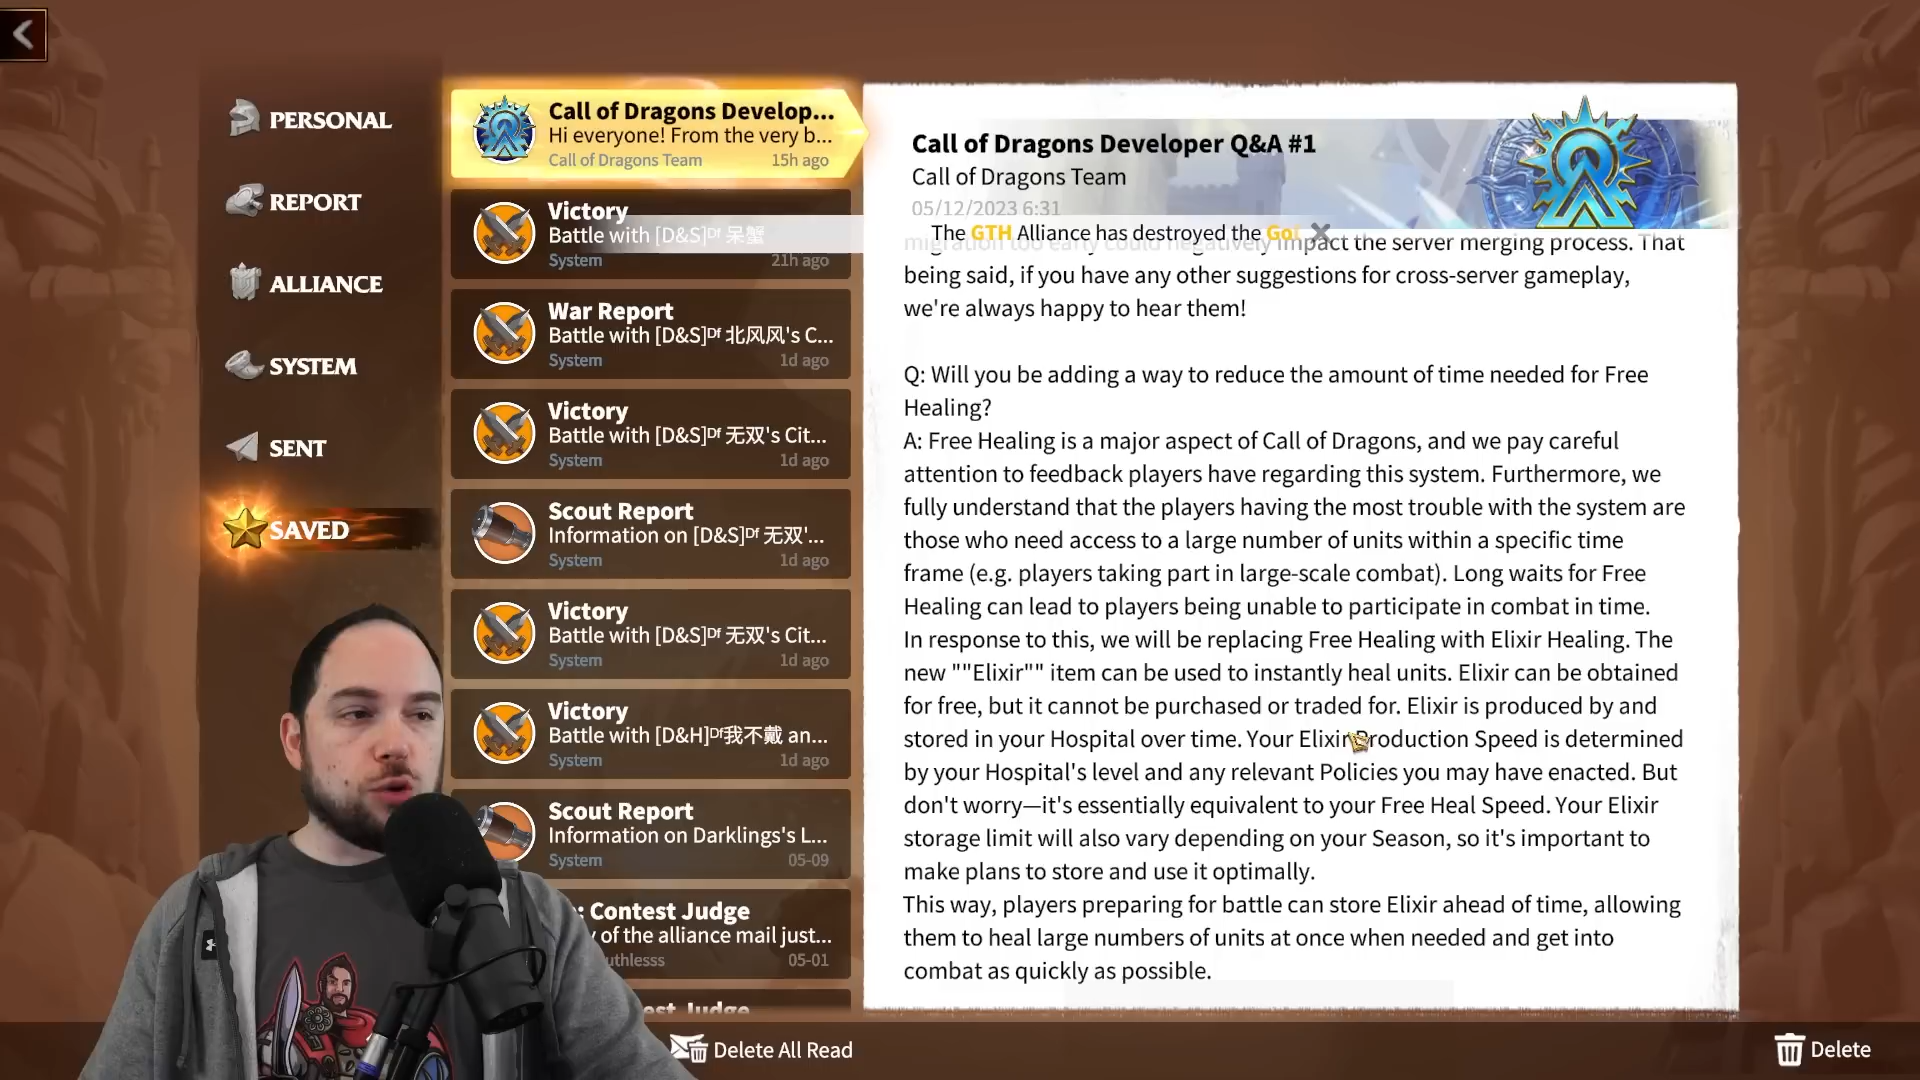 PERSONAL
REPORT
ALLIANCE
SYSTEM
SENT
SAVED
Call of Dragons Develop...
Hi everyone! From the very b...
Call of Dragons Team 15h ago
Victory
Battle with [D&S]ᴰᶠ 呆蟹
System 21h ago
War Report
Battle with [D&S]ᴰᶠ 北风风's C...
System 1d ago
Victory
Battle with [D&S]ᴰᶠ 无双's Cit...
System 1d ago
Scout Report
Information on [D&S]ᴰᶠ 无双'...
System 1d ago
Victory
Battle with [D&S]ᴰᶠ 无双's Cit...
System 1d ago
Victory
Battle with [D&H]ᴰᶠ我不戴 an...
System 1d ago
Scout Report
Information on Darklings's L...
System 05-09
: Contest Judge
of the alliance mail just...
uthlesss 05-01
est Judge
Delete All Read
Call of Dragons Developer Q&A #1
Call of Dragons Team
05/12/2023 6:31
The GTH Alliance has destroyed the Go
migration too early could negatively impact the server merging process. That
being said, if you have any other suggestions for cross-server gameplay,
we're always happy to hear them!
Q: Will you be adding a way to reduce the amount of time needed for Free
Healing?
A: Free Healing is a major aspect of Call of Dragons, and we pay careful
attention to feedback players have regarding this system. Furthermore, we
fully understand that the players having the most trouble with the system are
those who need access to a large number of units within a specific time
frame (e.g. players taking part in large-scale combat). Long waits for Free
Healing can lead to players being unable to participate in combat in time.
In response to this, we will be replacing Free Healing with Elixir Healing. The
new ""Elixir"" item can be used to instantly heal units. Elixir can be obtained
for free, but it cannot be purchased or traded for. Elixir is produced by and
stored in your Hospital over time. Your Elixir Production Speed is determined
by your Hospital's level and any relevant Policies you may have enacted. But
don't worry—it's essentially equivalent to your Free Heal Speed. Your Elixir
storage limit will also vary depending on your Season, so it's important to
make plans to store and use it optimally.
This way, players preparing for battle can store Elixir ahead of time, allowing
them to heal large numbers of units at once when needed and get into
combat as quickly as possible.
Delete